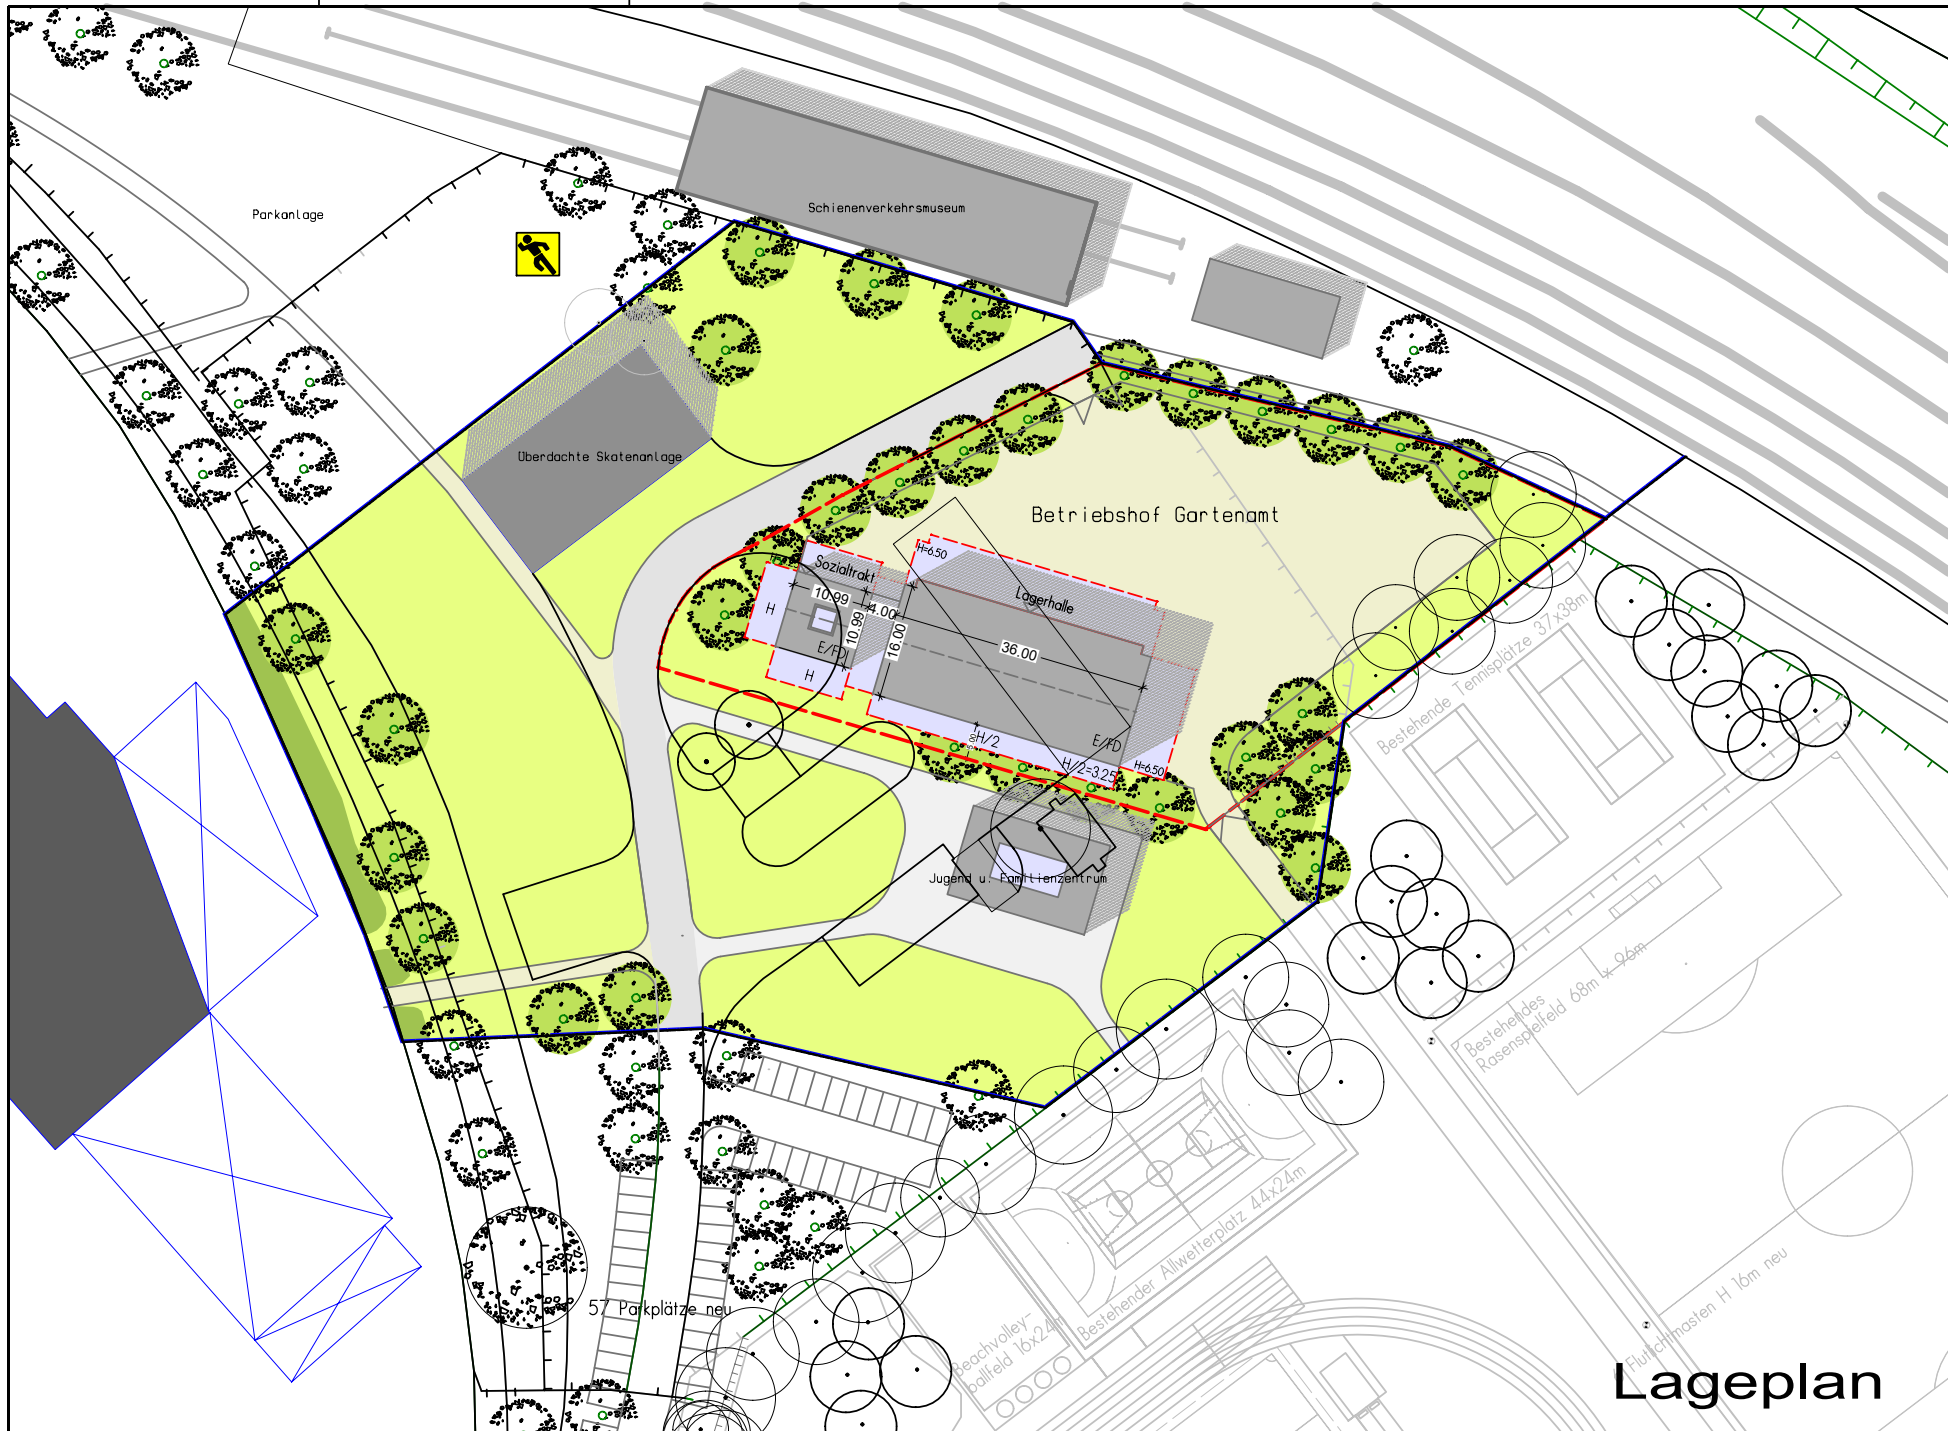 Parkanlage
Schienenverkehrsmuseum
Überdachte Skatenanlage
Betriebshof Gartenamt
H=6.50
Sozialtrakt
Lagerhalle
10.99
4.00
H
10.99
16.00
36.00
E/FD
H
H/2
E/FD
H/2=3.25
H=6.50
Bestehende Tennisplätze 37x38m
Jugend u. Familienzentrum
Bestehendes
Rasenspielfeld 68m x 96m
Bestehender Allwetterplatz 44x24m
57 Parkplätze neu
Beachvolley-
ballfeld 16x24m
Flutlichtmasten H 16m neu
Lageplan